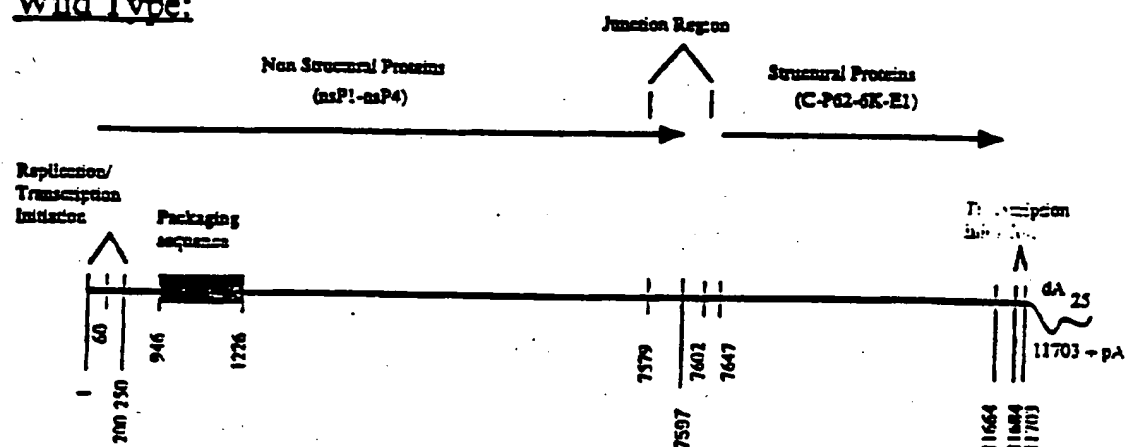 Wild Type:
Junction Region
Non Structural Proteins
(nsP1-nsP4)
Structural Proteins
(C-P62-6K-E1)
Replication/
Transcription
Initiation
Packaging
sequence
dA 25
11703 + pA
1
60
200 250
946
1226
7579
7597
7602
7647
11664
11684
11703